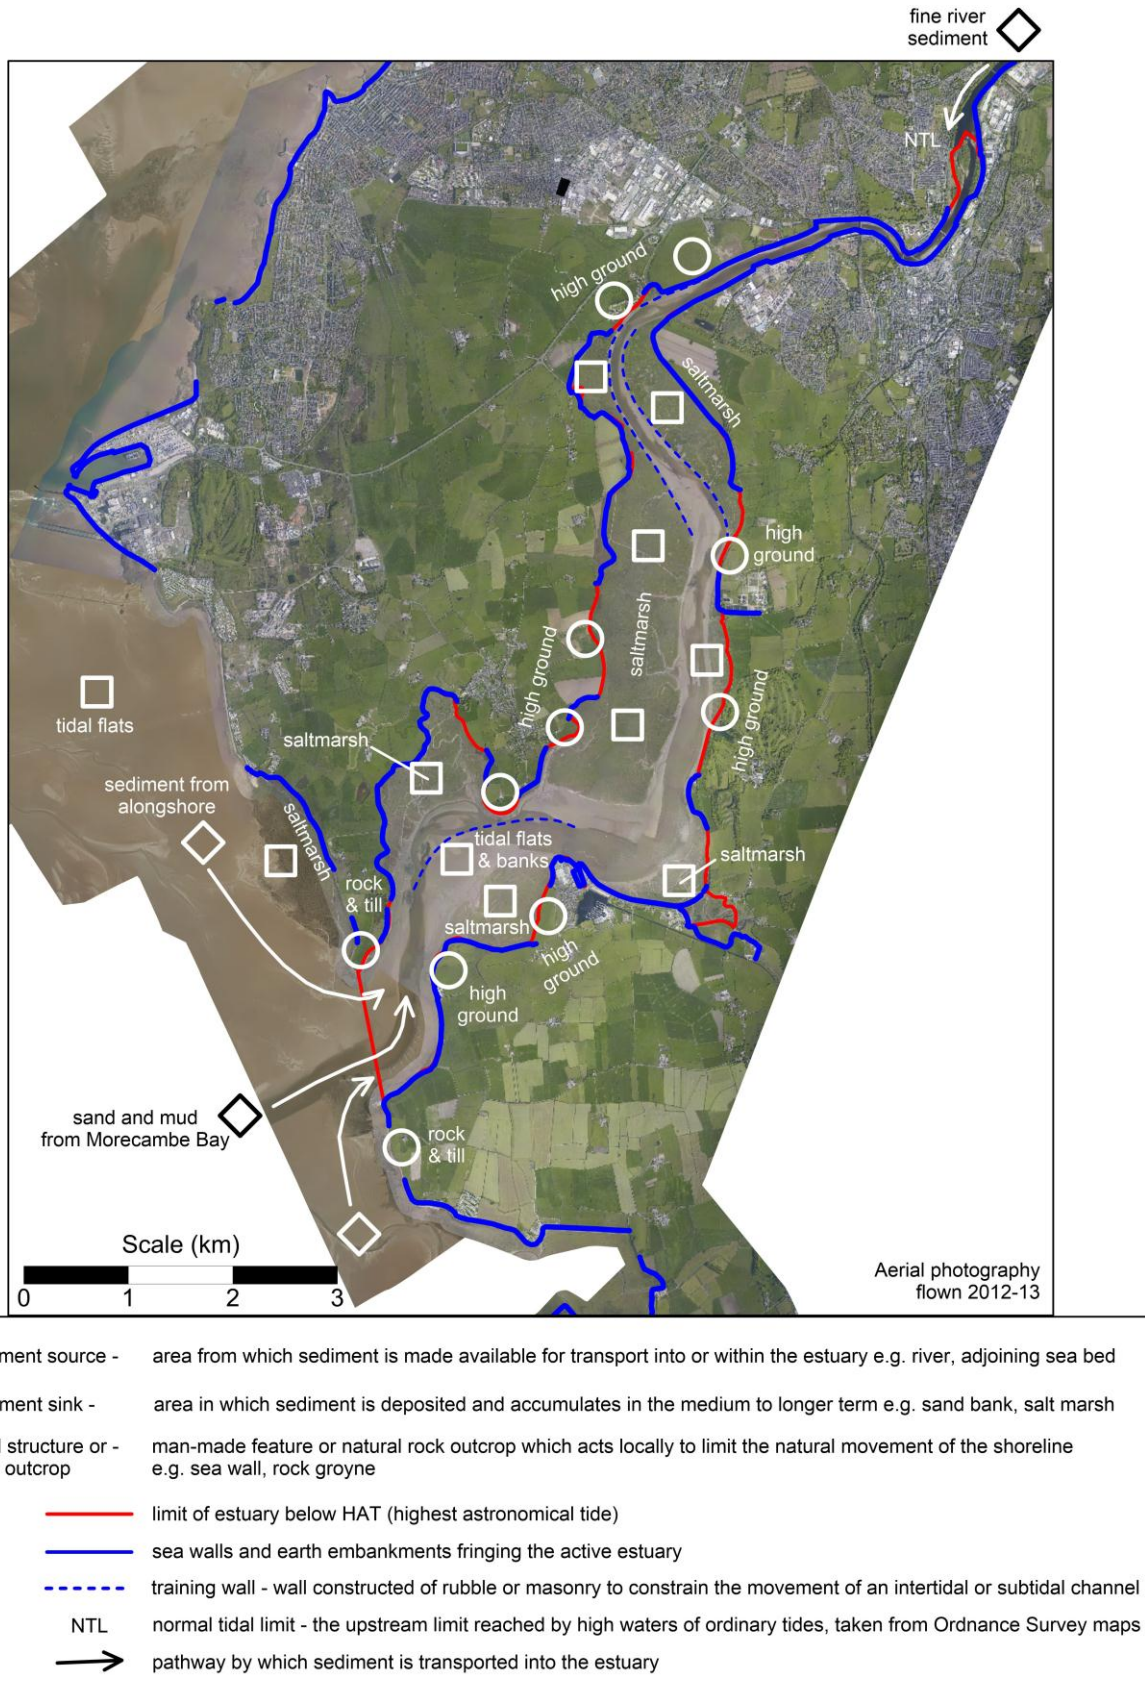 fine river
sediment
NTL
high ground
saltmarsh
high
ground
saltmarsh
high ground
high ground
tidal flats
saltmarsh
sediment from
alongshore
saltmarsh
tidal flats
& banks
saltmarsh
rock
& till
saltmarsh
high
ground
high
ground
sand and mud
from Morecambe Bay
rock
& till
Scale (km)
0 1 2 3
Aerial photography
flown 2012-13
ment source - area from which sediment is made available for transport into or within the estuary e.g. river, adjoining sea bed
ment sink - area in which sediment is deposited and accumulates in the medium to longer term e.g. sand bank, salt marsh
structure or - man-made feature or natural rock outcrop which acts locally to limit the natural movement of the shoreline
outcrop e.g. sea wall, rock groyne
limit of estuary below HAT (highest astronomical tide)
sea walls and earth embankments fringing the active estuary
training wall - wall constructed of rubble or masonry to constrain the movement of an intertidal or subtidal channel
NTL normal tidal limit - the upstream limit reached by high waters of ordinary tides, taken from Ordnance Survey maps
pathway by which sediment is transported into the estuary